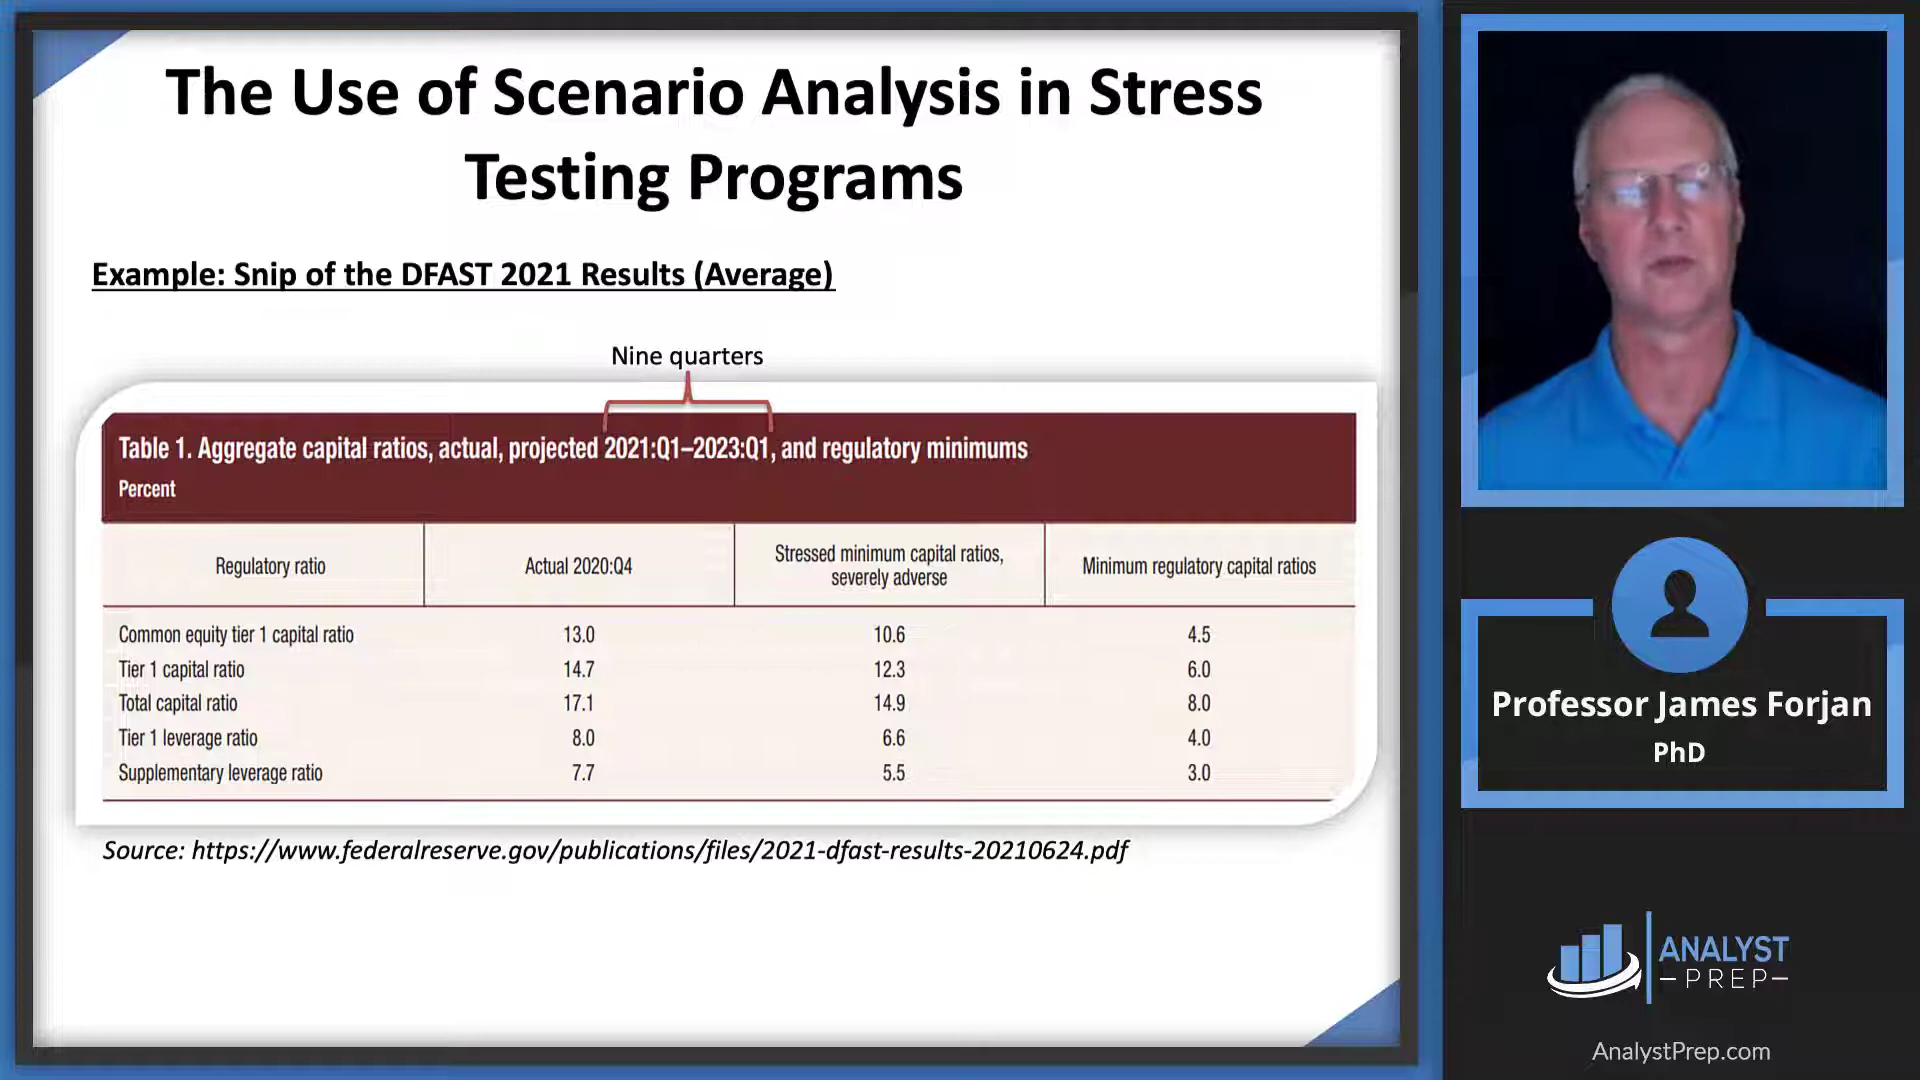 The Use of Scenario Analysis in Stress
Testing Programs
Example: Snip of the DFAST 2021 Results (Average)
Nine quarters
Table 1. Aggregate capital ratios, actual, projected 2021:Q1–2023:Q1, and regulatory minimums
Percent
Regulatory ratio Actual 2020:Q4 Stressed minimum capital ratios, severely adverse Minimum regulatory capital ratios
Common equity tier 1 capital ratio 13.0 10.6 4.5
Tier 1 capital ratio 14.7 12.3 6.0
Total capital ratio 17.1 14.9 8.0
Tier 1 leverage ratio 8.0 6.6 4.0
Supplementary leverage ratio 7.7 5.5 3.0
Source: https://www.federalreserve.gov/publications/files/2021-dfast-results-20210624.pdf
Professor James Forjan
PhD
ANALYST
PREP
AnalystPrep.com